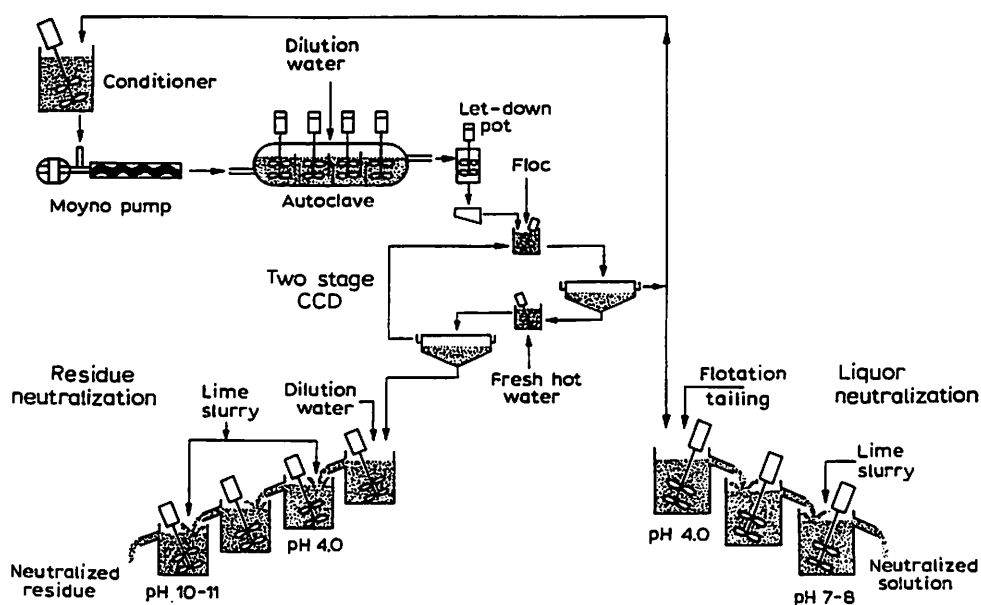 Conditioner
Dilution
water
Let-down
pot
Floc
Moyno pump
Autoclave
Two stage
CCD
Fresh hot
water
Residue
neutralization
Lime
slurry
Dilution
water
Flotation
tailing
Liquor
neutralization
Lime
slurry
pH 4.0
pH 4.0
Neutralized
residue
pH 10-11
Neutralized
solution
pH 7-8